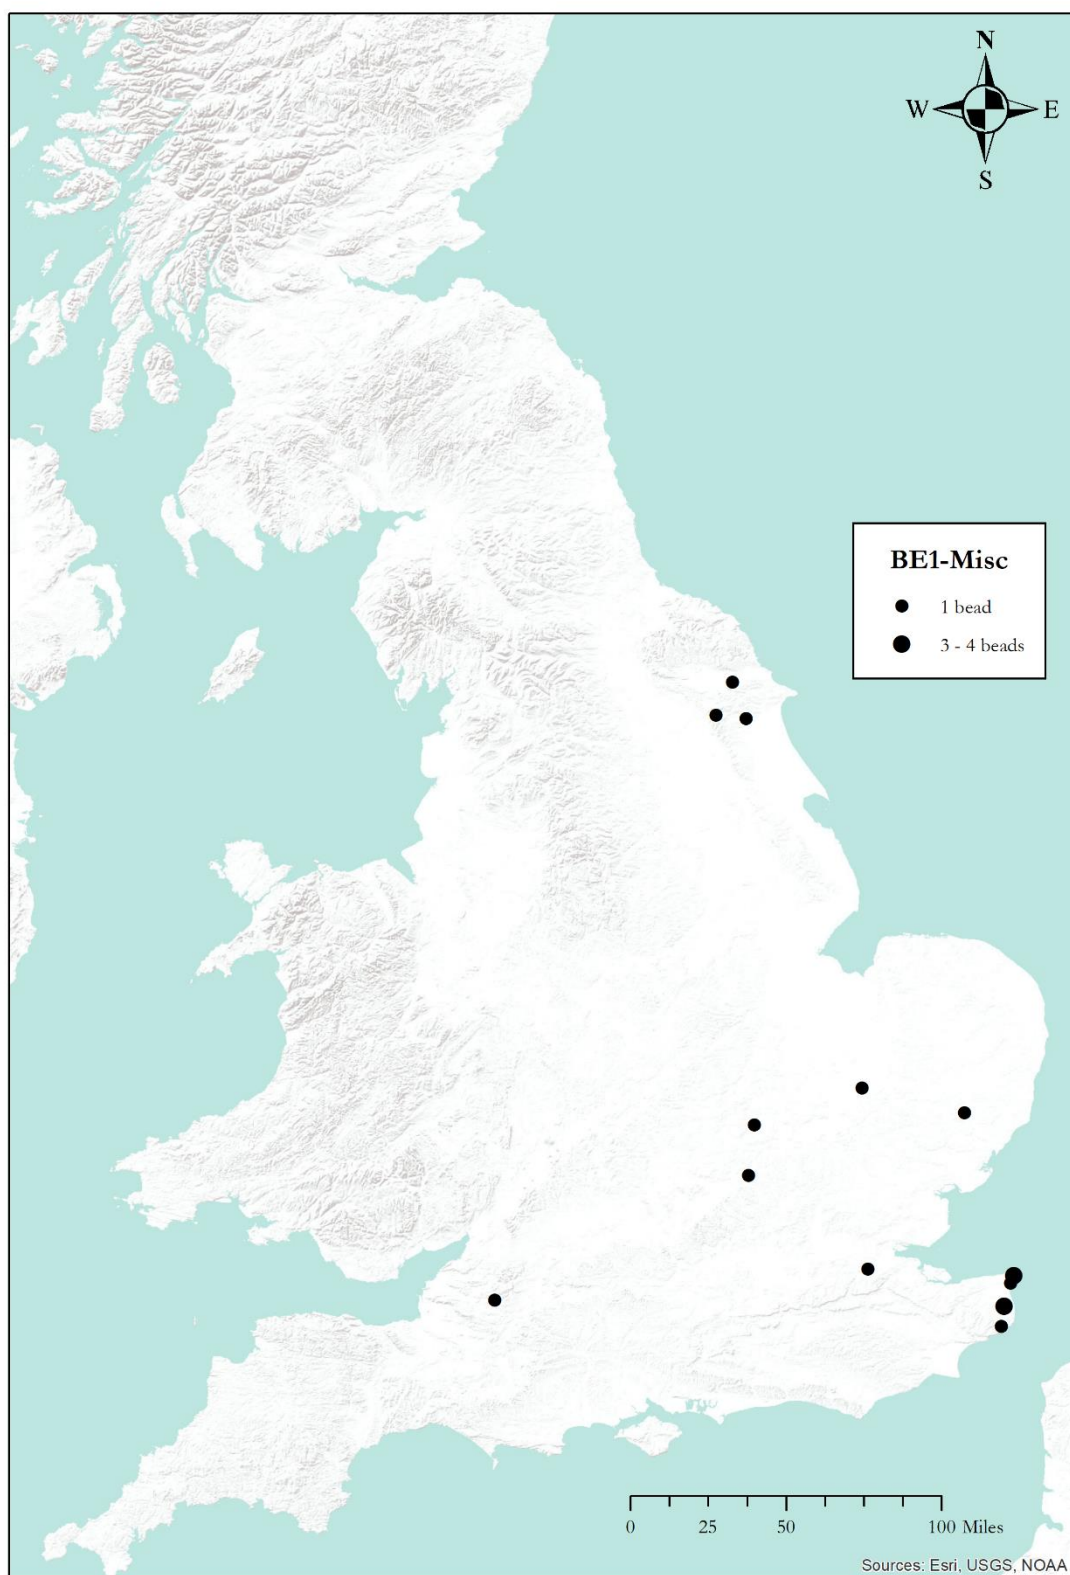 N
W E
S
BE1-Misc
1 bead
3 - 4 beads
0 25 50 100 Miles
Sources: Esri, USGS, NOAA